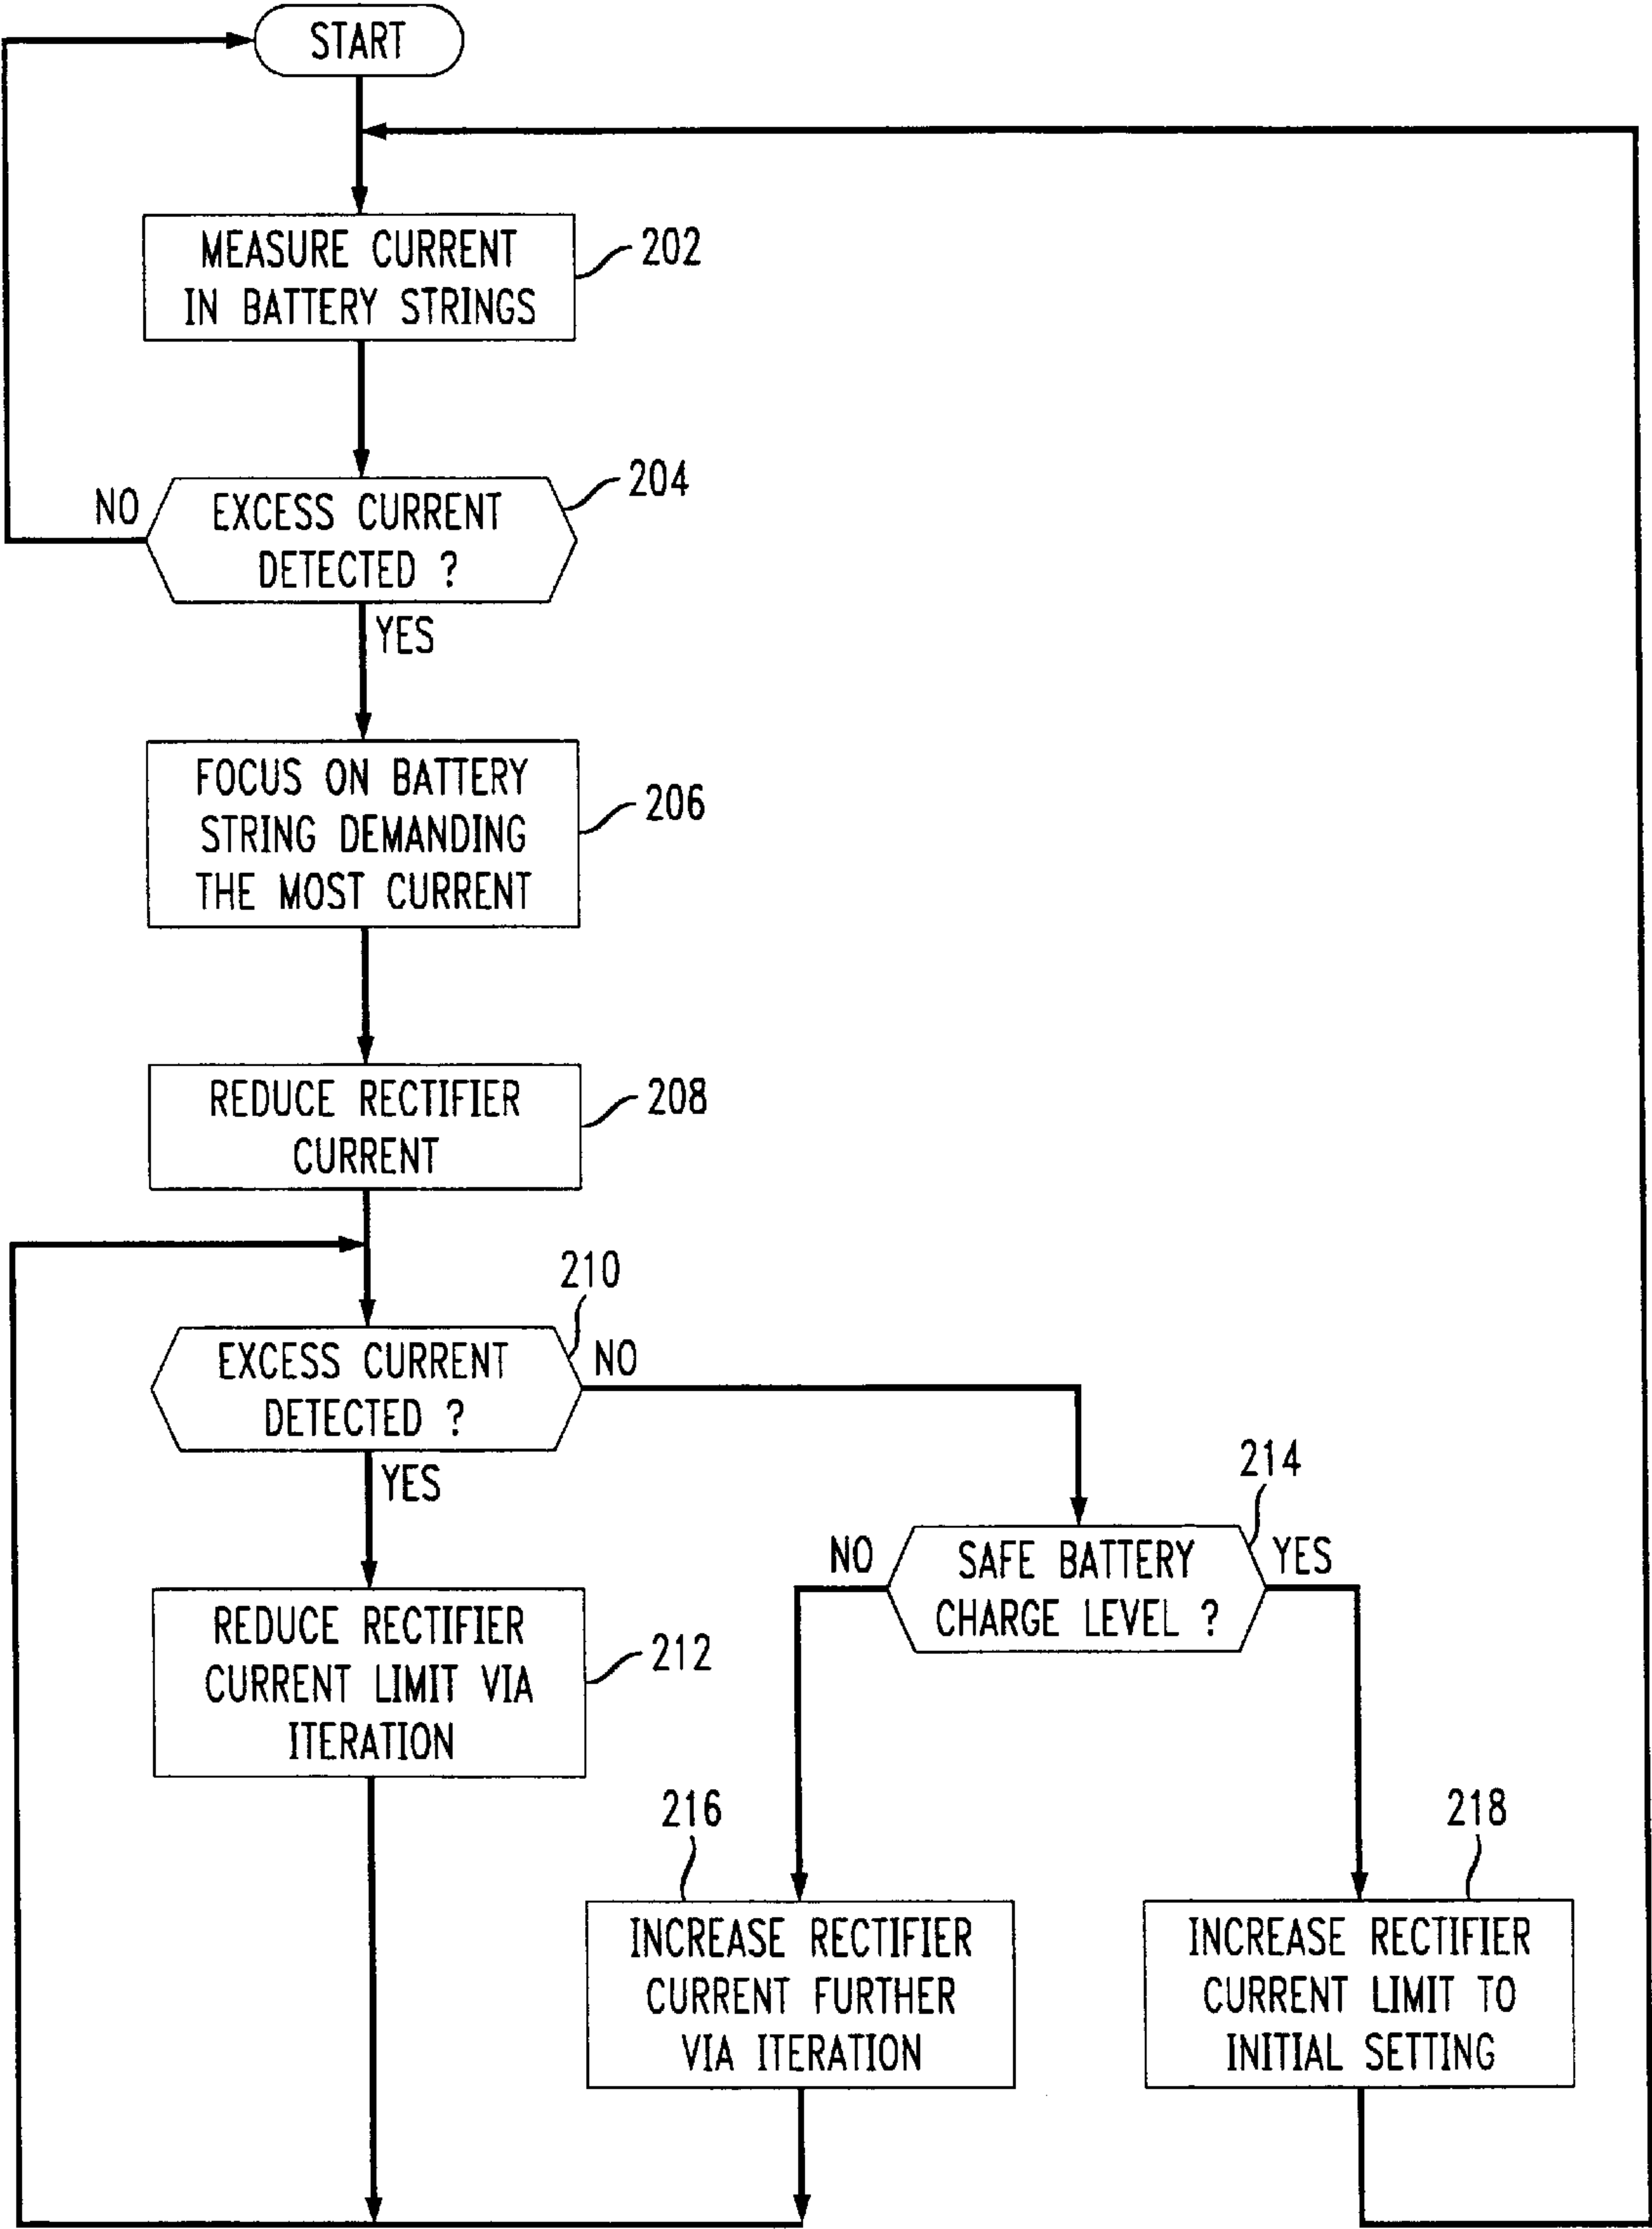 START
MEASURE CURRENT
IN BATTERY STRINGS
202
EXCESS CURRENT
DETECTED ?
204
NO
YES
FOCUS ON BATTERY
STRING DEMANDING
THE MOST CURRENT
206
REDUCE RECTIFIER
CURRENT
208
210
EXCESS CURRENT
DETECTED ?
NO
YES
214
SAFE BATTERY
CHARGE LEVEL ?
NO
YES
REDUCE RECTIFIER
CURRENT LIMIT VIA
ITERATION
212
216
INCREASE RECTIFIER
CURRENT FURTHER
VIA ITERATION
218
INCREASE RECTIFIER
CURRENT LIMIT TO
INITIAL SETTING